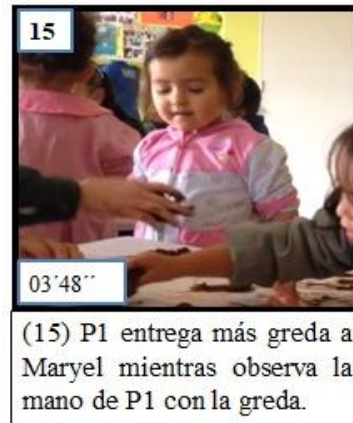 15
03´48´´
(15) P1 entrega más greda a
Maryel mientras observa la
mano de P1 con la greda.